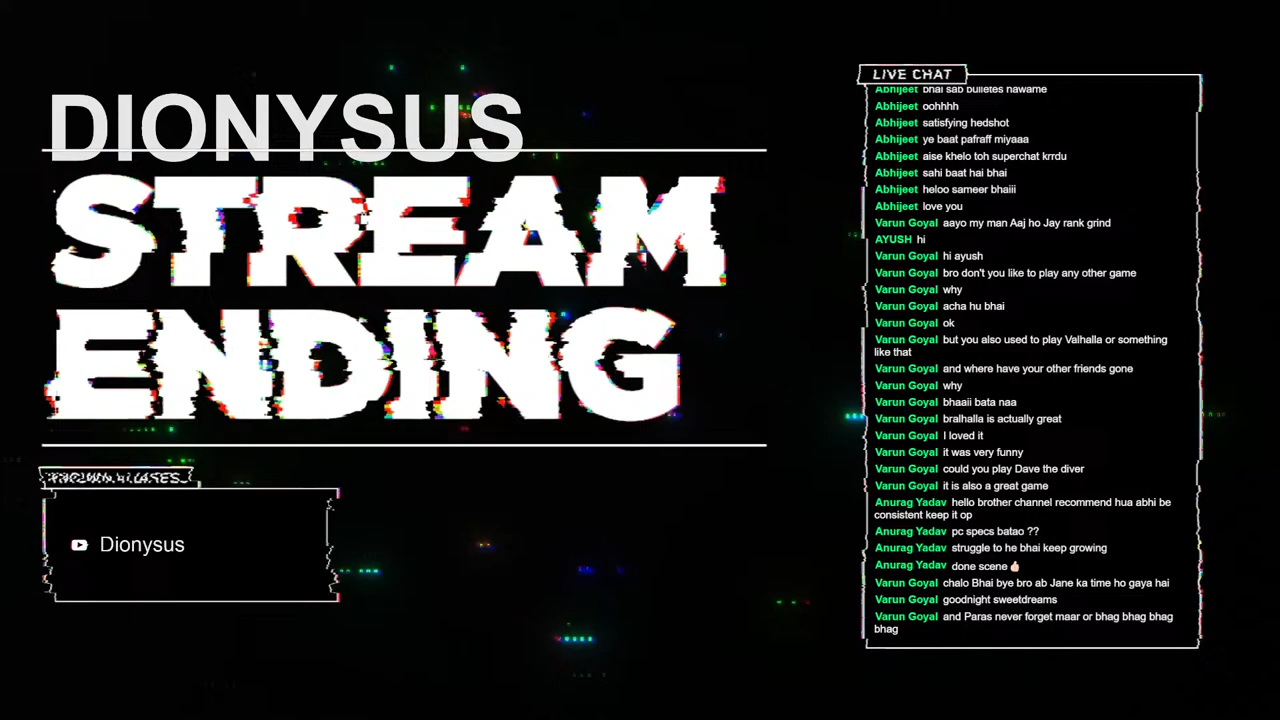 DIONYSUS
STREAM
ENDING
Dionysus
LIVE CHAT
Abhijeet bhai sab bulletes nawame
Abhijeet oohhhh
Abhijeet satisfying hedshot
Abhijeet ye baat pafraff miyaaa
Abhijeet aise khelo toh superchat krrdu
Abhijeet sahi baat hai bhai
Abhijeet heloo sameer bhaiii
Abhijeet love you
Varun Goyal aayo my man Aaj ho Jay rank grind
AYUSH hi
Varun Goyal hi ayush
Varun Goyal bro don't you like to play any other game
Varun Goyal why
Varun Goyal acha hu bhai
Varun Goyal ok
Varun Goyal but you also used to play Valhalla or something
like that
Varun Goyal and where have your other friends gone
Varun Goyal why
Varun Goyal bhaaii bata naa
Varun Goyal bralhalla is actually great
Varun Goyal I loved it
Varun Goyal it was very funny
Varun Goyal could you play Dave the diver
Varun Goyal it is also a great game
Anurag Yadav hello brother channel recommend hua abhi be
consistent keep it op
Anurag Yadav pc specs batao ??
Anurag Yadav struggle to he bhai keep growing
Anurag Yadav done scene👍🏻
Varun Goyal chalo Bhai bye bro ab Jane ka time ho gaya hai
Varun Goyal goodnight sweetdreams
Varun Goyal and Paras never forget maar or bhag bhag bhag
bhag